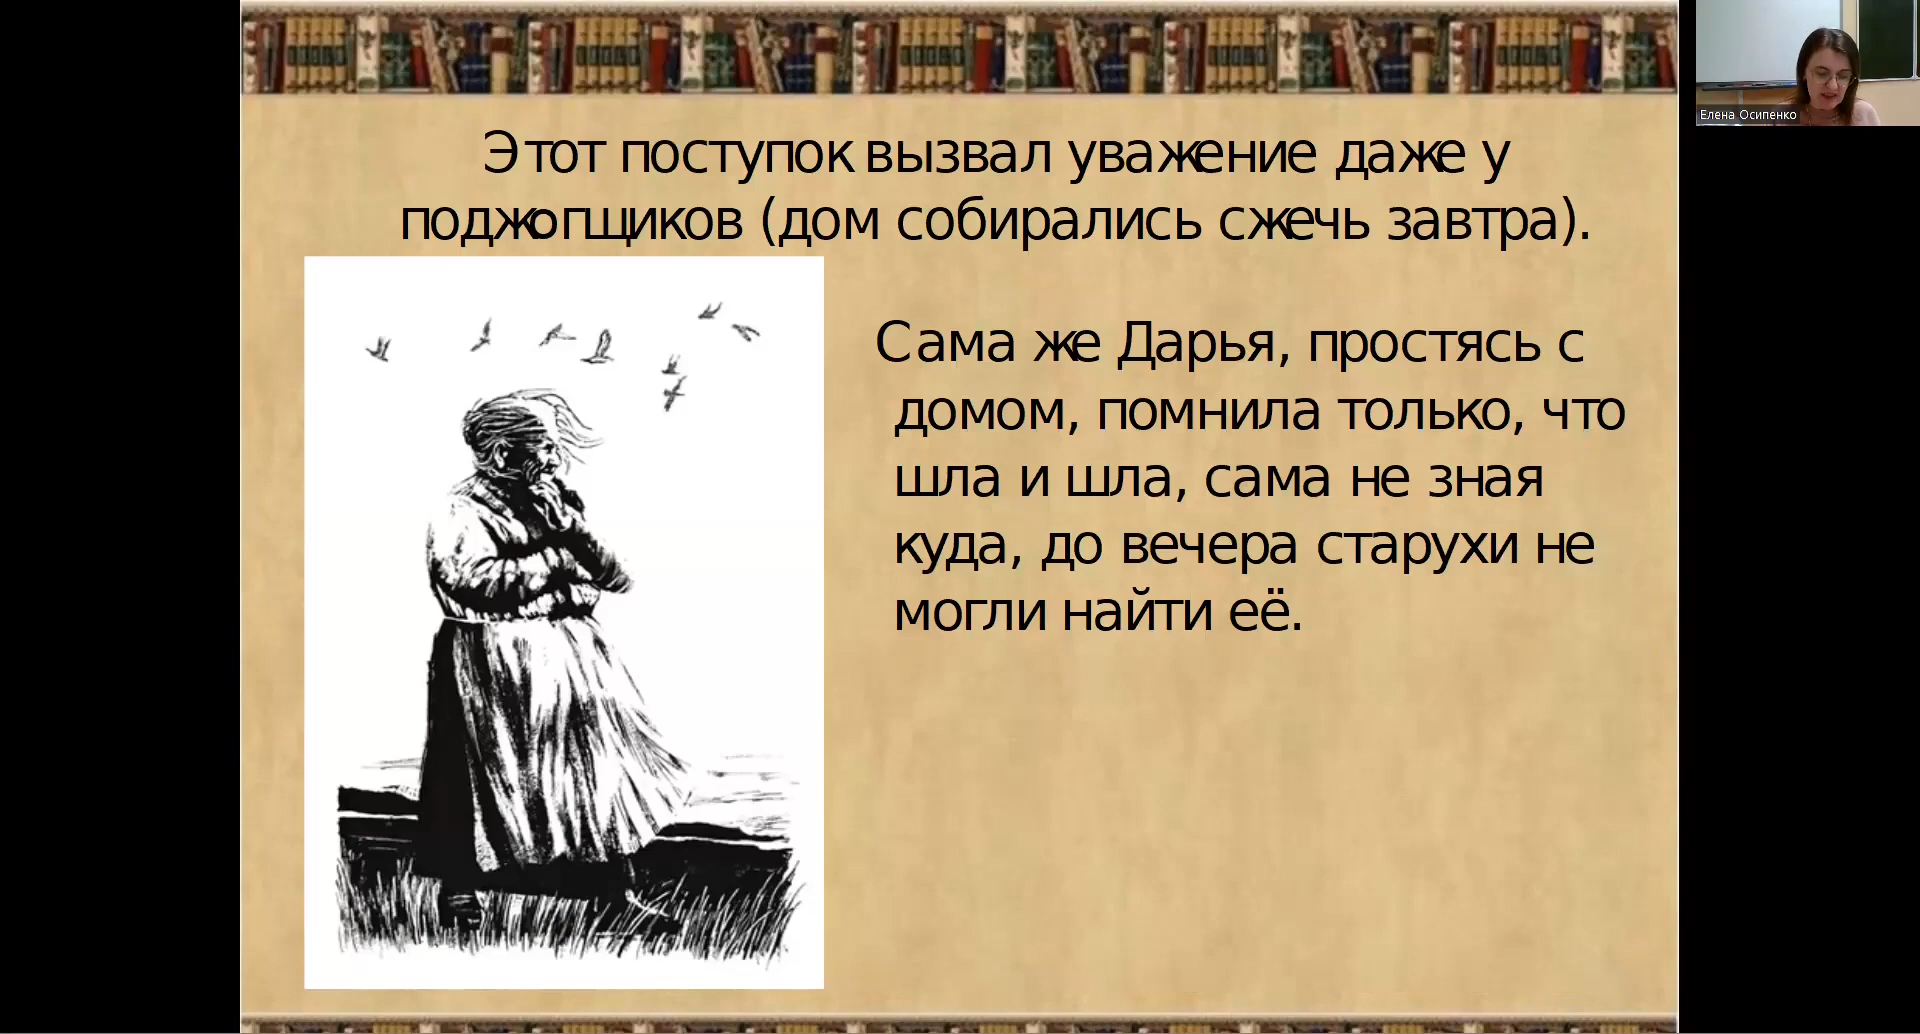 Этот поступок вызвал уважение даже у
поджогщиков (дом собирались сжечь завтра).
Сама же Дарья, простясь с
домом, помнила только, что
шла и шла, сама не зная
куда, до вечера старухи не
могли найти её.
Елена Осипенко